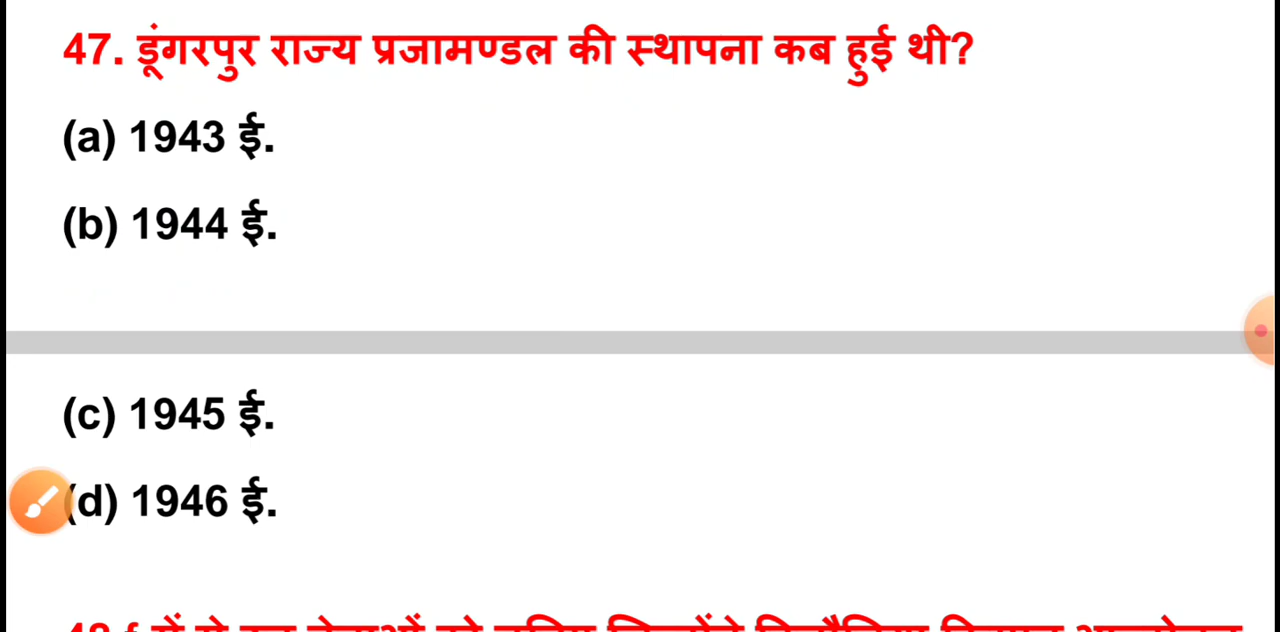 47. डूंगरपुर राज्य प्रजामण्डल की स्थापना कब हुई थी?
(a) 1943 ई.
(b) 1944 ई.
(c) 1945 ई.
(d) 1946 ई.